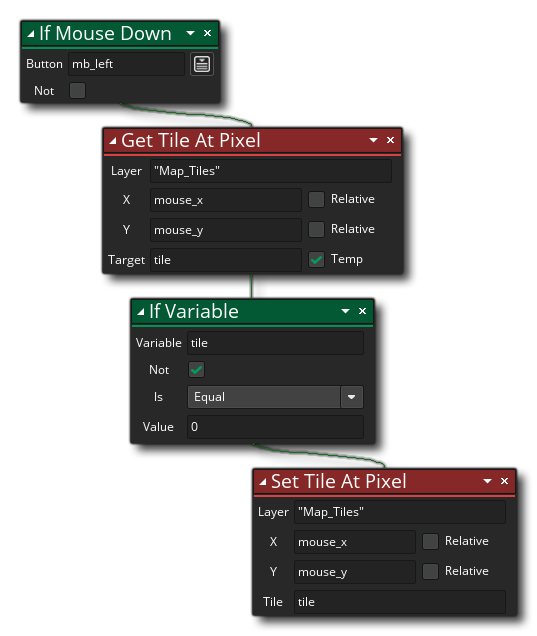 If Mouse Down
Button mb_left
Not
Get Tile At Pixel
Layer "Map_Tiles"
X mouse_x Relative
Y mouse_y Relative
Target tile Temp
If Variable
Variable tile
Not
Is Equal
Value 0
Set Tile At Pixel
Layer "Map_Tiles"
X mouse_x Relative
Y mouse_y Relative
Tile tile